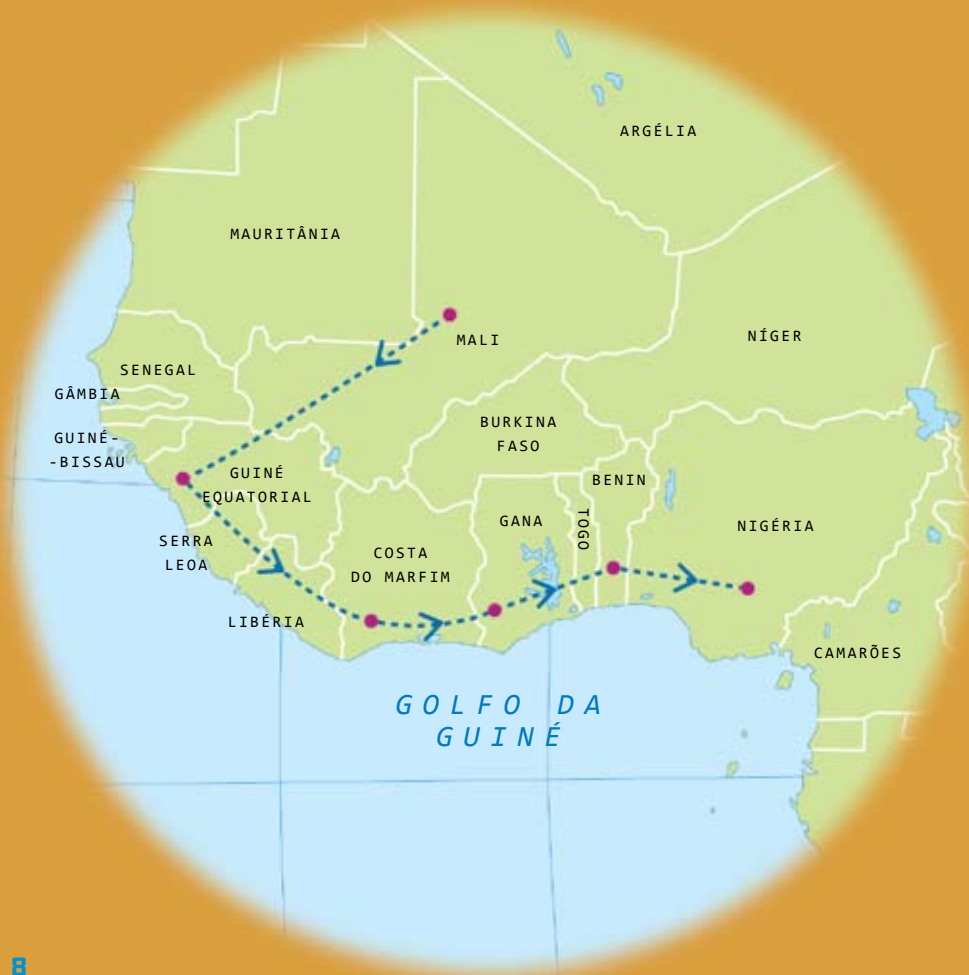 ARGÉLIA
MAURITÂNIA
NÍGER
MALI
SENEGAL
GÂMBIA
BURKINA
FASO
GUINÉ-
-BISSAU
GUINÉ
EQUATORIAL
BENIN
GANA
TOGO
NIGÉRIA
SERRA
LEOA
COSTA
DO MARFIM
LIBÉRIA
CAMARÕES
GOLFO DA
GUINÉ
8